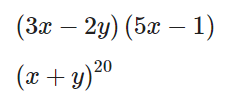 (3x − 2y) (5x − 1)
(x + y)²⁰